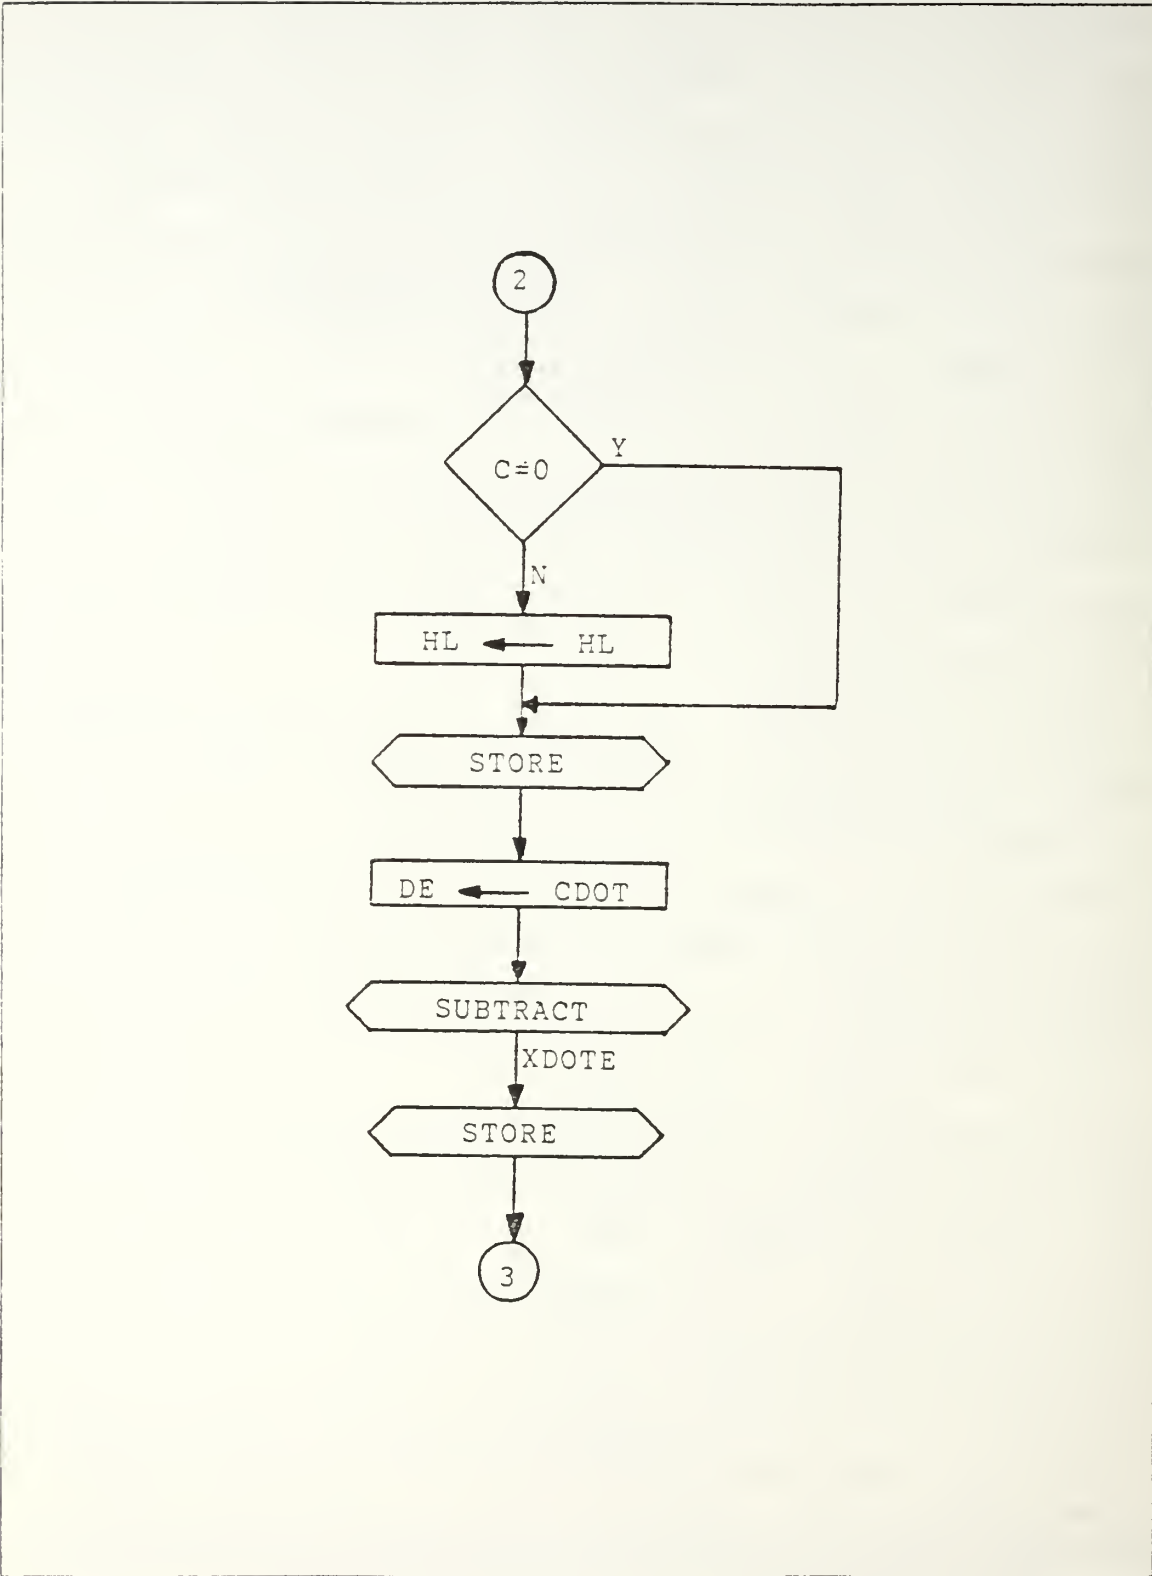 2
C=0
Y
N
HL ← HL
STORE
DE ← CDOT
SUBTRACT
XDOTE
STORE
3